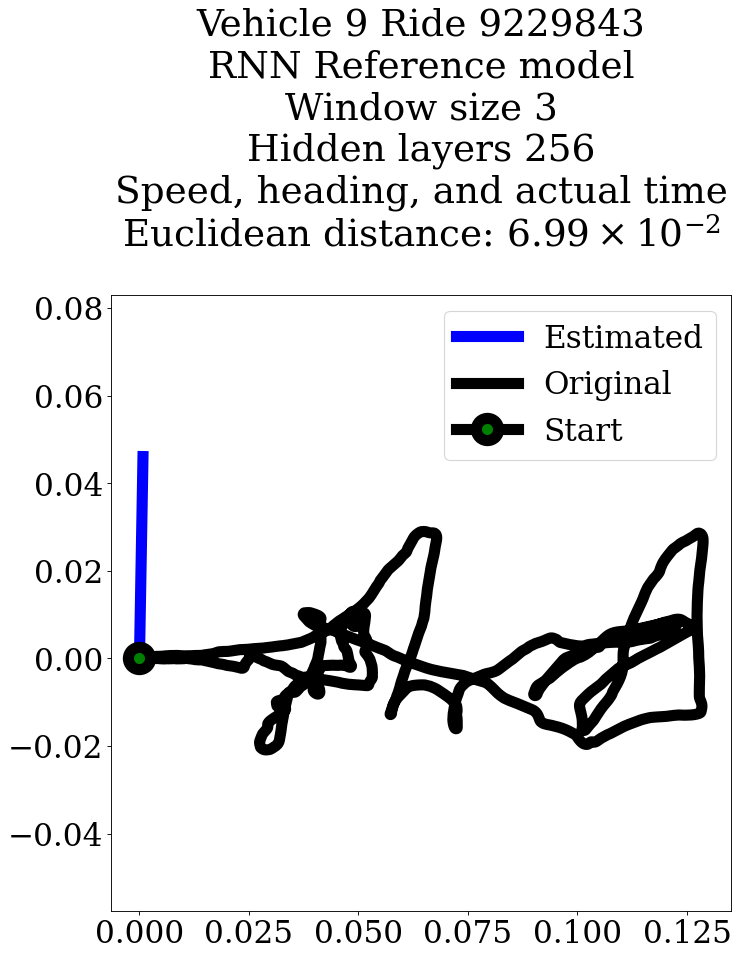 Vehicle 9 Ride 9229843
RNN Reference model
Window size 3
Hidden layers 256
Speed, heading, and actual time
Euclidean distance: 6.99 × 10⁻²
Estimated
Original
Start
0.08
0.06
0.04
0.02
0.00
−0.02
−0.04
0.000 0.025 0.050 0.075 0.100 0.125